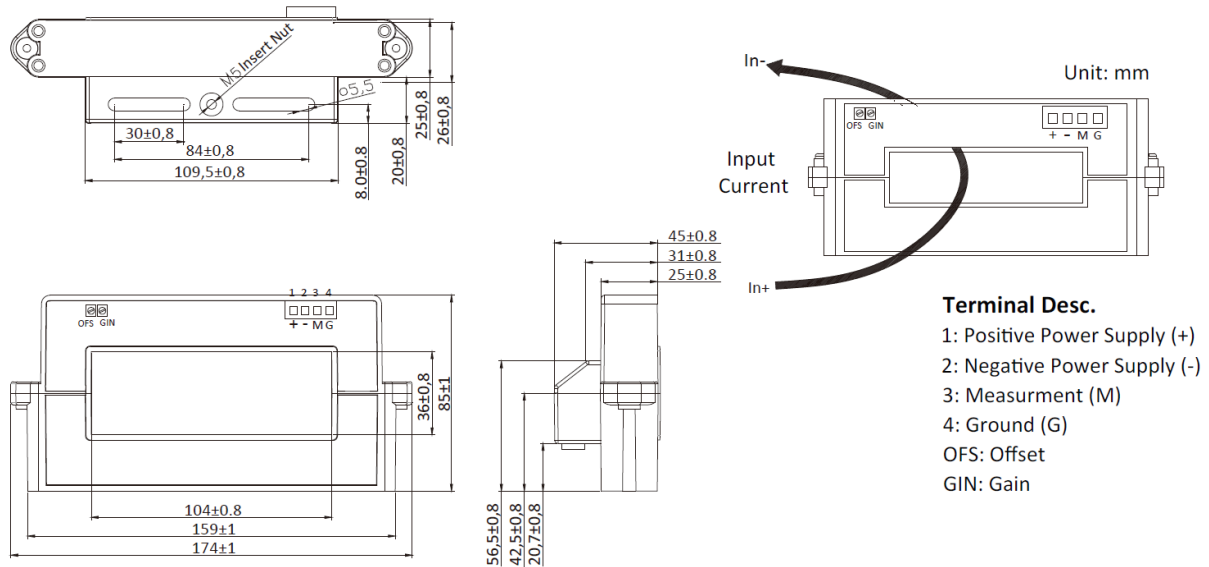 M5 Insert Nut
⌀5,5
30±0,8
84±0,8
109,5±0,8
8.0±0.8
20±0,8
25±0,8
26±0,8
In-
Unit: mm
OFS GIN
+ - M G
Input
Current
In+
45±0.8
31±0.8
25±0.8
56,5±0,8
42,5±0,8
20,7±0,8
1 2 3 4
OFS GIN
+ - M G
36±0,8
85±1
104±0.8
159±1
174±1
Terminal Desc.
1: Positive Power Supply (+)
2: Negative Power Supply (-)
3: Measurment (M)
4: Ground (G)
OFS: Offset
GIN: Gain